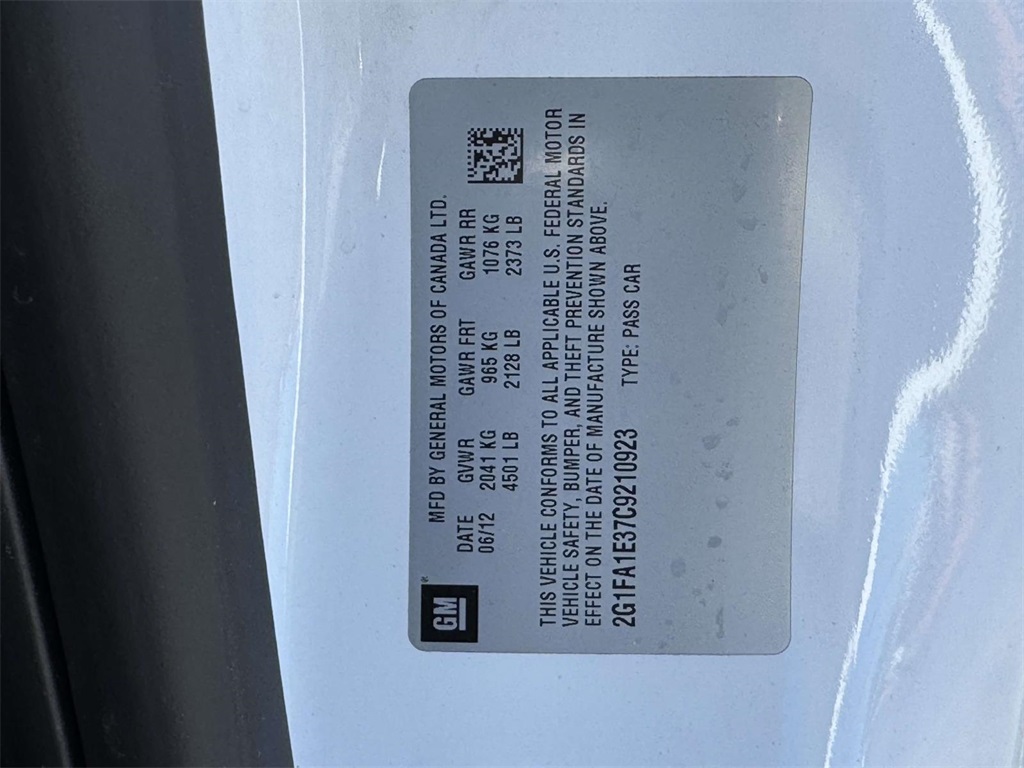 GM
MFD BY GENERAL MOTORS OF CANADA LTD.
DATE GVWR GAWR FRT GAWR RR
06/12 2041 KG 965 KG 1076 KG
4501 LB 2128 LB 2373 LB
THIS VEHICLE CONFORMS TO ALL APPLICABLE U.S. FEDERAL MOTOR
VEHICLE SAFETY, BUMPER, AND THEFT PREVENTION STANDARDS IN
EFFECT ON THE DATE OF MANUFACTURE SHOWN ABOVE.
2G1FA1E37C9210923 TYPE: PASS CAR